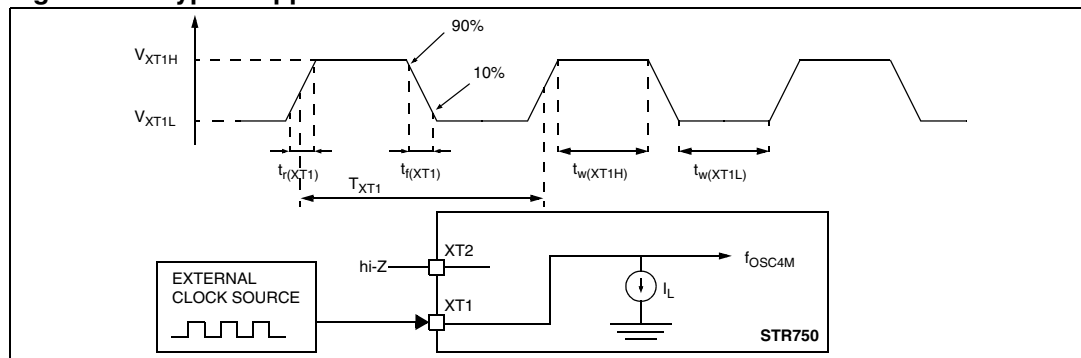 90%
V_XT1H
10%
V_XT1L
t_r(XT1)
t_f(XT1)
t_w(XT1H)
t_w(XT1L)
T_XT1
XT2
hi-Z
f_OSC4M
EXTERNAL
CLOCK SOURCE
XT1
I_L
STR750